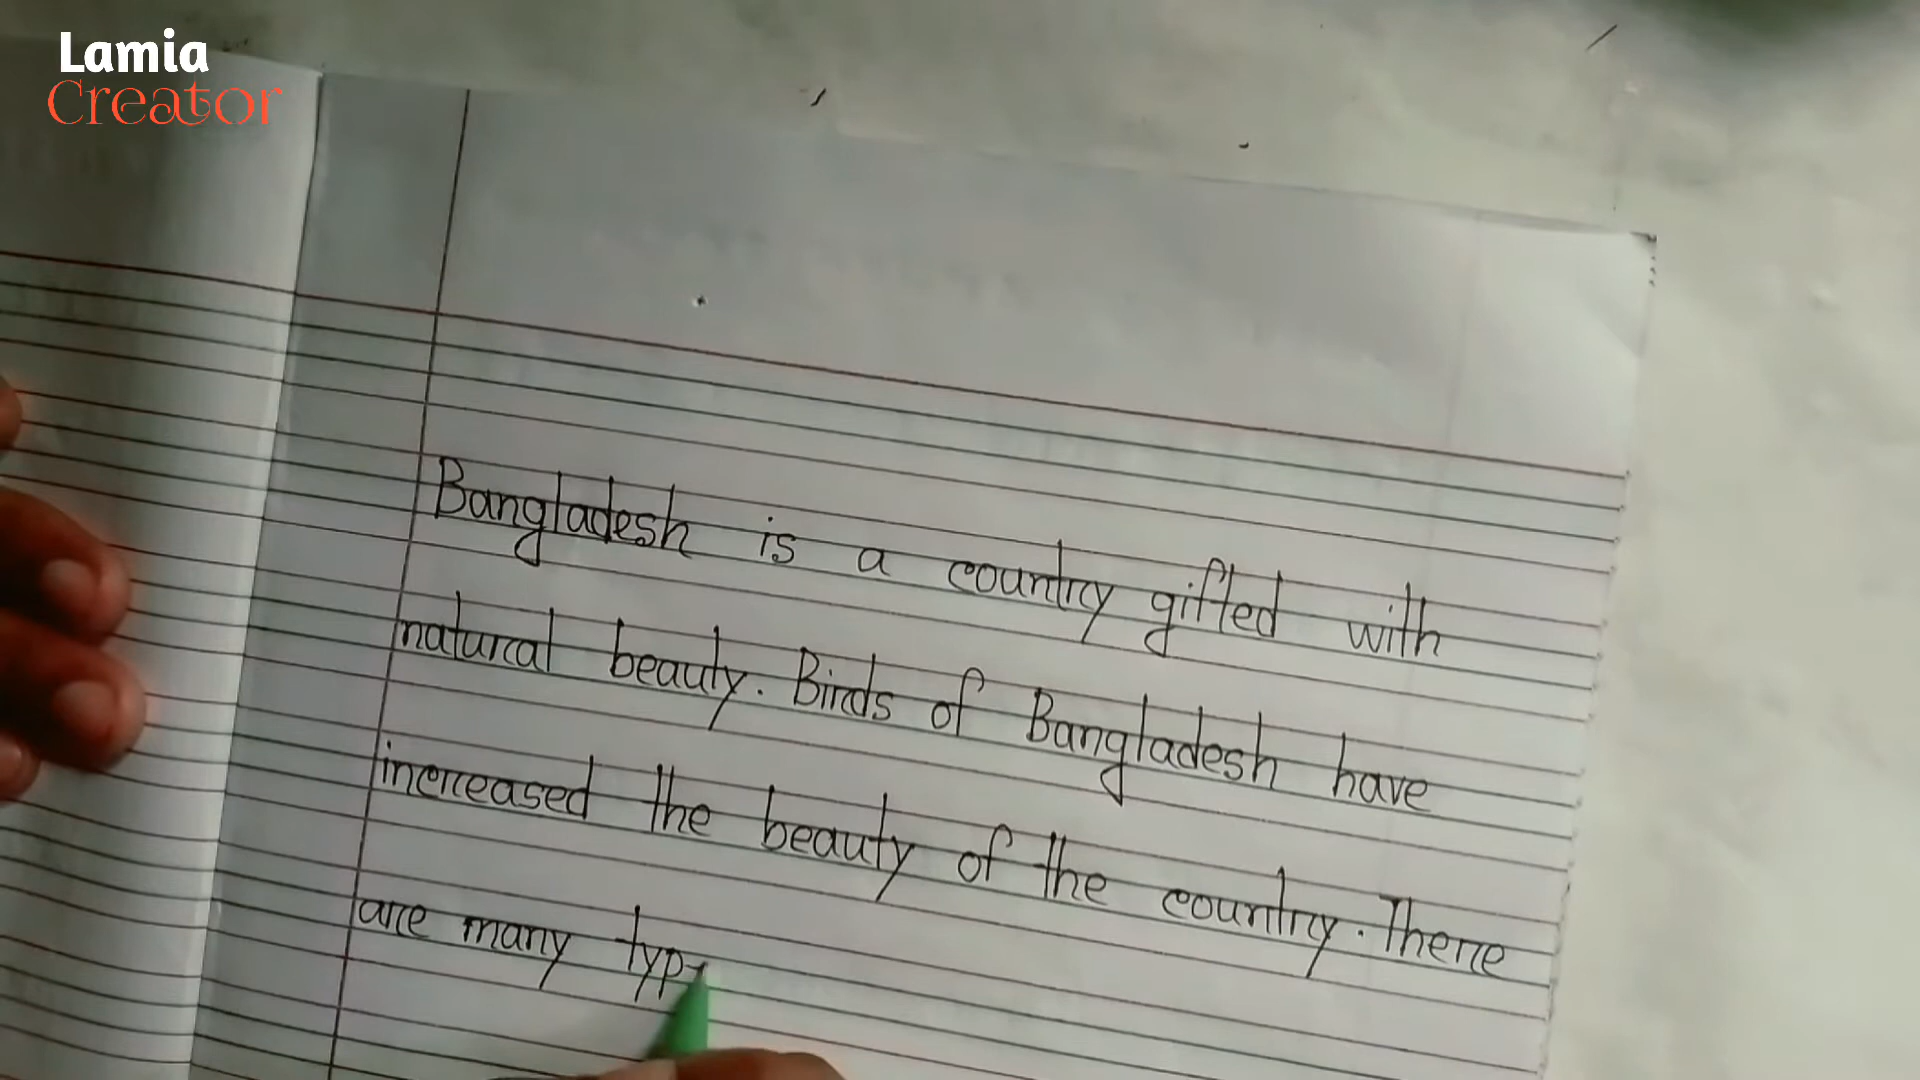 Lamia
Creator
Bangladesh is a country gifted with
natural beauty. Birds of Bangladesh have
increased the beauty of the country. There
are many typ